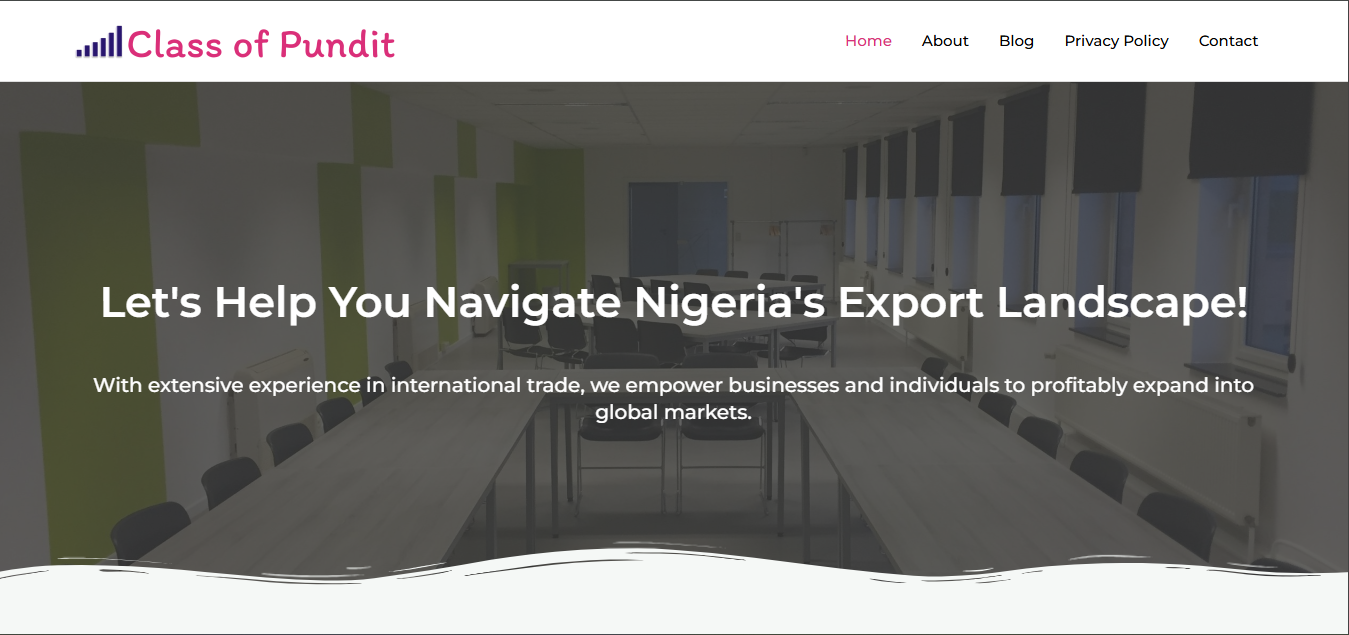 Class of Pundit
Home About Blog Privacy Policy Contact
Let's Help You Navigate Nigeria's Export Landscape!
With extensive experience in international trade, we empower businesses and individuals to profitably expand into
global markets.